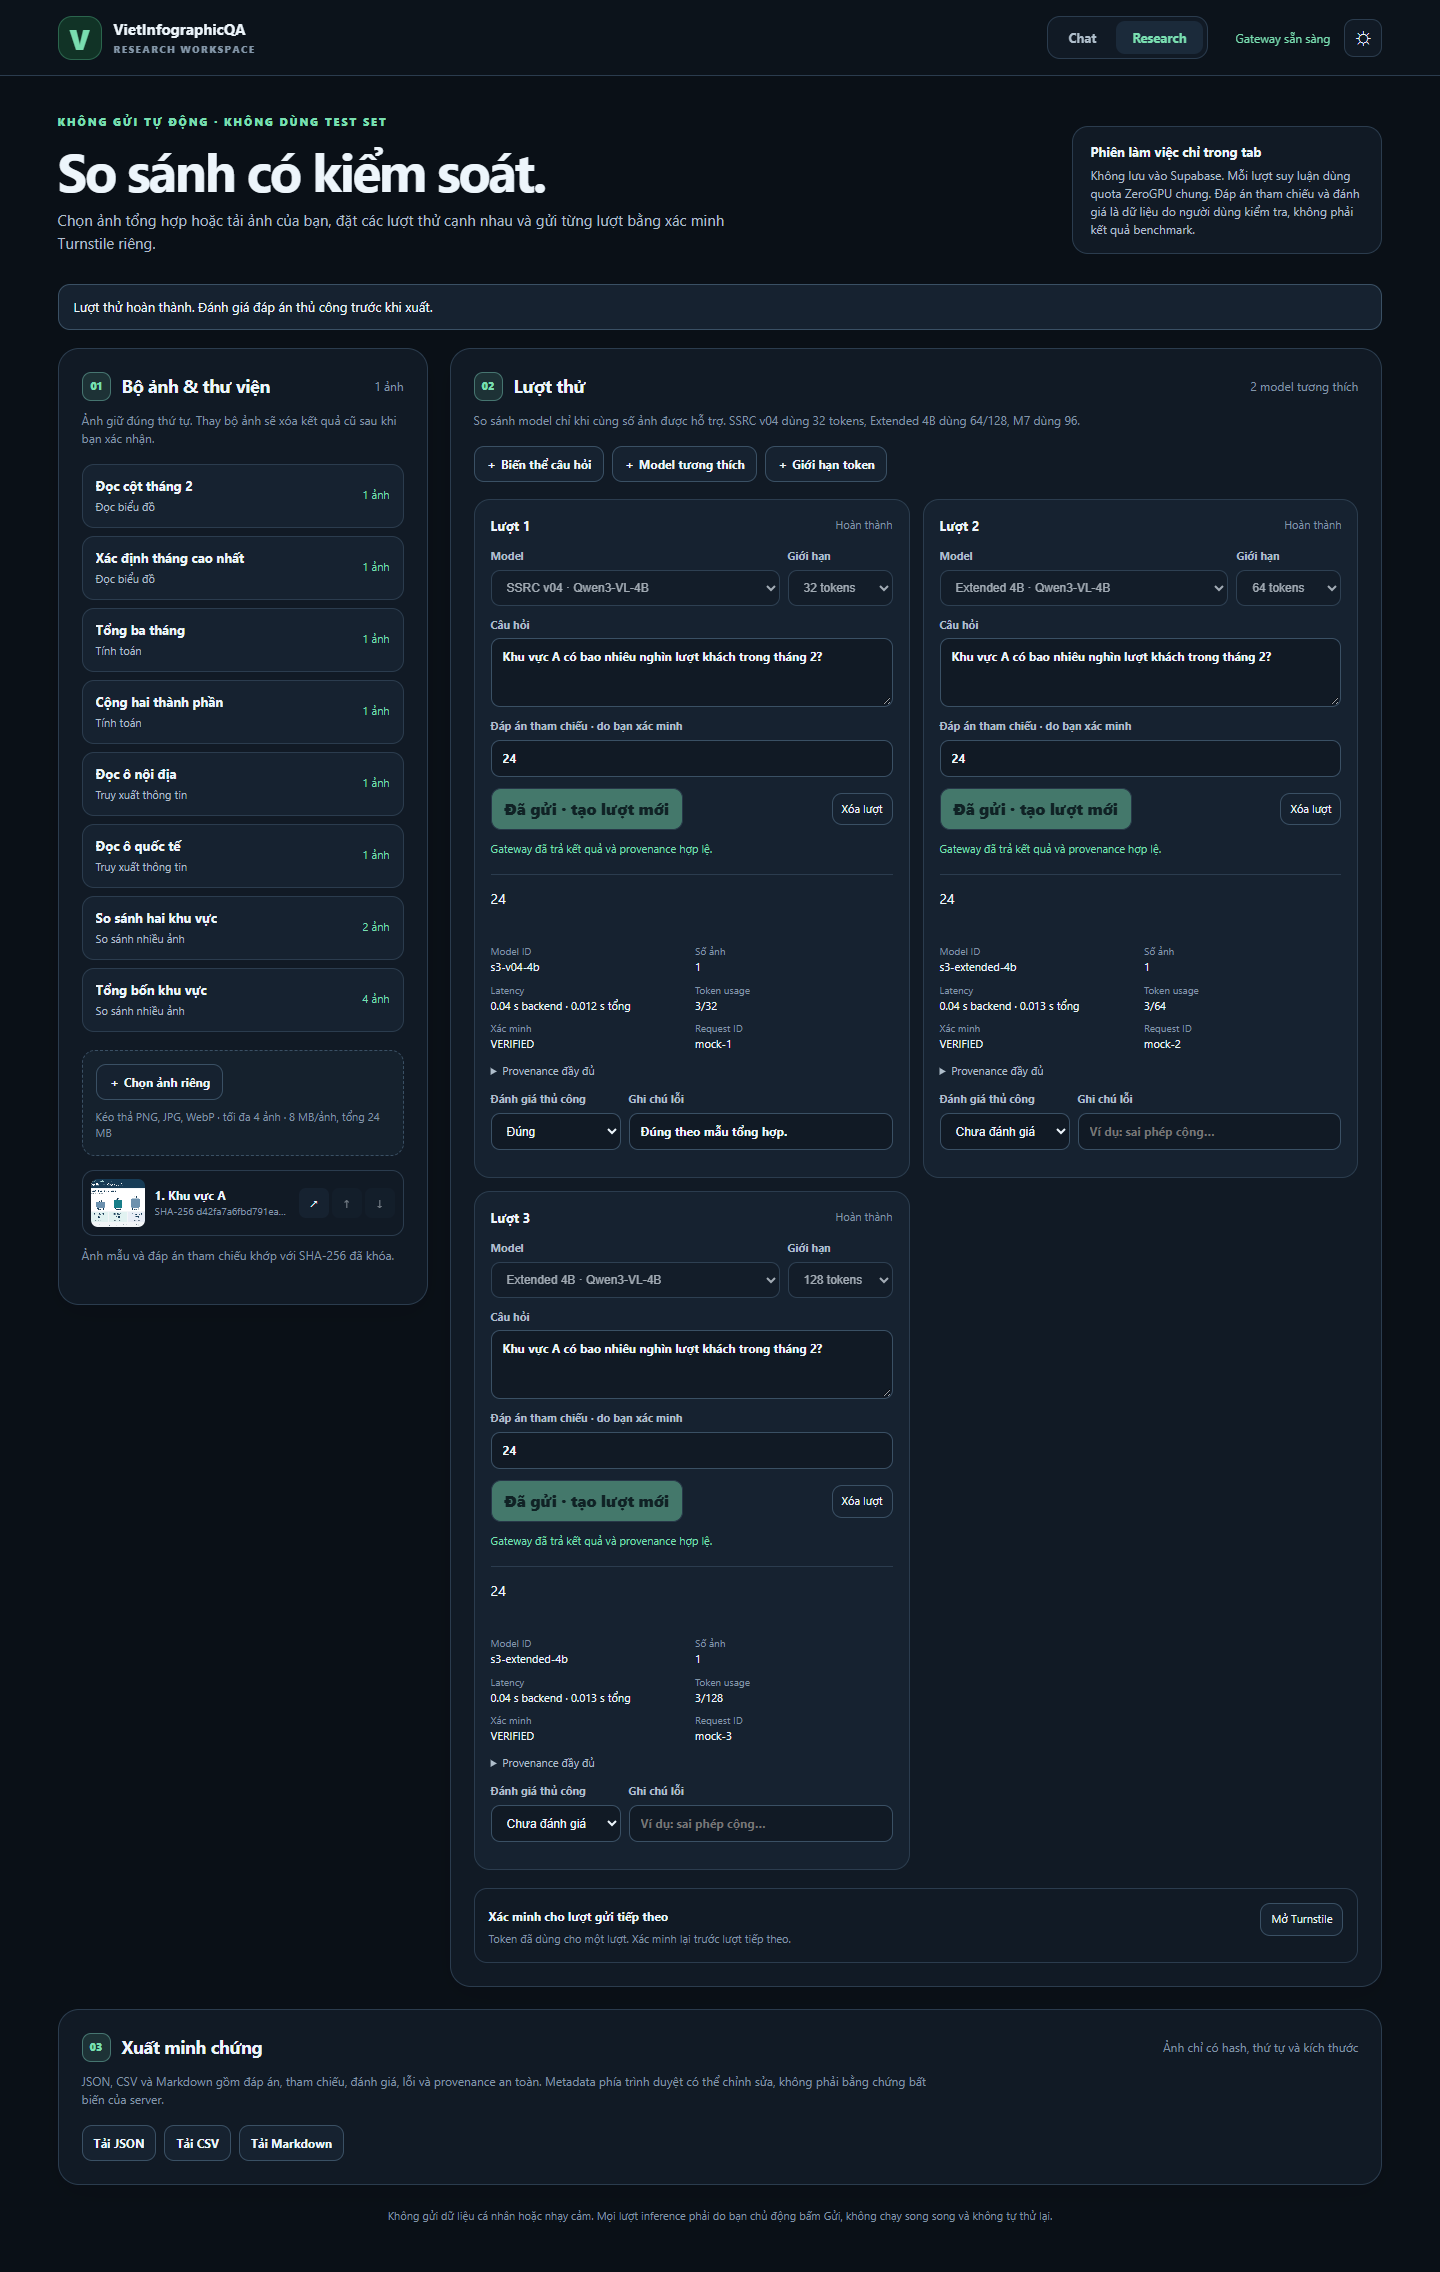 V
VietInfographicQA
RESEARCH WORKSPACE
Chat
Research
Gateway sẵn sàng
KHÔNG GỬI TỰ ĐỘNG · KHÔNG DÙNG TEST SET
So sánh có kiểm soát.
Chọn ảnh tổng hợp hoặc tải ảnh của bạn, đặt các lượt thử cạnh nhau và gửi từng lượt bằng xác minh
Turnstile riêng.
Phiên làm việc chỉ trong tab
Không lưu vào Supabase. Mỗi lượt suy luận dùng
quota ZeroGPU chung. Đáp án tham chiếu và đánh
giá là dữ liệu do người dùng kiểm tra, không phải
kết quả benchmark.
Lượt thử hoàn thành. Đánh giá đáp án thủ công trước khi xuất.
01
Bộ ảnh & thư viện
1 ảnh
Ảnh giữ đúng thứ tự. Thay bộ ảnh sẽ xóa kết quả cũ sau khi
bạn xác nhận.
Đọc cột tháng 2
Đọc biểu đồ
1 ảnh
Xác định tháng cao nhất
Đọc biểu đồ
1 ảnh
Tổng ba tháng
Tính toán
1 ảnh
Cộng hai thành phần
Tính toán
1 ảnh
Đọc ô nội địa
Truy xuất thông tin
1 ảnh
Đọc ô quốc tế
Truy xuất thông tin
1 ảnh
So sánh hai khu vực
So sánh nhiều ảnh
2 ảnh
Tổng bốn khu vực
So sánh nhiều ảnh
4 ảnh
+ Chọn ảnh riêng
Kéo thả PNG, JPG, WebP · tối đa 4 ảnh · 8 MB/ảnh, tổng 24
MB
1. Khu vực A
SHA-256 d42fa7a6fbd791ea...
↗ ↑ ↓
Ảnh mẫu và đáp án tham chiếu khớp với SHA-256 đã khóa.
02
Lượt thử
2 model tương thích
So sánh model chỉ khi cùng số ảnh được hỗ trợ. SSRC v04 dùng 32 tokens, Extended 4B dùng 64/128, M7 dùng 96.
+ Biến thể câu hỏi
+ Model tương thích
+ Giới hạn token
Lượt 1
Hoàn thành
Model
Giới hạn
SSRC v04 · Qwen3-VL-4B
32 tokens
Câu hỏi
Khu vực A có bao nhiêu nghìn lượt khách trong tháng 2?
Đáp án tham chiếu · do bạn xác minh
24
Đã gửi · tạo lượt mới
Xóa lượt
Gateway đã trả kết quả và provenance hợp lệ.
24
Model ID
Số ảnh
s3-v04-4b
1
Latency
Token usage
0.04 s backend · 0.012 s tổng
3/32
Xác minh
Request ID
VERIFIED
mock-1
▶ Provenance đầy đủ
Đánh giá thủ công
Ghi chú lỗi
Đúng
Đúng theo mẫu tổng hợp.
Lượt 2
Hoàn thành
Model
Giới hạn
Extended 4B · Qwen3-VL-4B
64 tokens
Câu hỏi
Khu vực A có bao nhiêu nghìn lượt khách trong tháng 2?
Đáp án tham chiếu · do bạn xác minh
24
Đã gửi · tạo lượt mới
Xóa lượt
Gateway đã trả kết quả và provenance hợp lệ.
24
Model ID
Số ảnh
s3-extended-4b
1
Latency
Token usage
0.04 s backend · 0.013 s tổng
3/64
Xác minh
Request ID
VERIFIED
mock-2
▶ Provenance đầy đủ
Đánh giá thủ công
Ghi chú lỗi
Chưa đánh giá
Ví dụ: sai phép cộng...
Lượt 3
Hoàn thành
Model
Giới hạn
Extended 4B · Qwen3-VL-4B
128 tokens
Câu hỏi
Khu vực A có bao nhiêu nghìn lượt khách trong tháng 2?
Đáp án tham chiếu · do bạn xác minh
24
Đã gửi · tạo lượt mới
Xóa lượt
Gateway đã trả kết quả và provenance hợp lệ.
24
Model ID
Số ảnh
s3-extended-4b
1
Latency
Token usage
0.04 s backend · 0.013 s tổng
3/128
Xác minh
Request ID
VERIFIED
mock-3
▶ Provenance đầy đủ
Đánh giá thủ công
Ghi chú lỗi
Chưa đánh giá
Ví dụ: sai phép cộng...
Xác minh cho lượt gửi tiếp theo
Token đã dùng cho một lượt. Xác minh lại trước lượt tiếp theo.
Mở Turnstile
03
Xuất minh chứng
Ảnh chỉ có hash, thứ tự và kích thước
JSON, CSV và Markdown gồm đáp án, tham chiếu, đánh giá, lỗi và provenance an toàn. Metadata phía trình duyệt có thể chỉnh sửa, không phải bằng chứng bất
biến của server.
Tải JSON
Tải CSV
Tải Markdown
Không gửi dữ liệu cá nhân hoặc nhạy cảm. Mọi lượt inference phải do bạn chủ động bấm Gửi, không chạy song song và không tự thử lại.